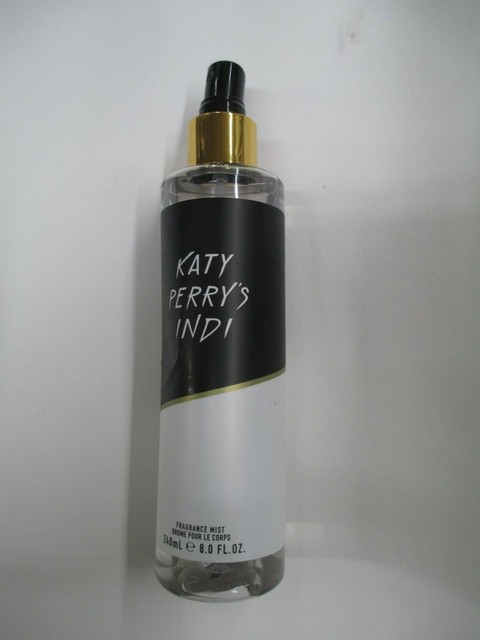 KATY
PERRY'S
INDI
FRAGRANCE MIST
BRUME POUR LE CORPS
240mL ℮ 8.0 FL.OZ.